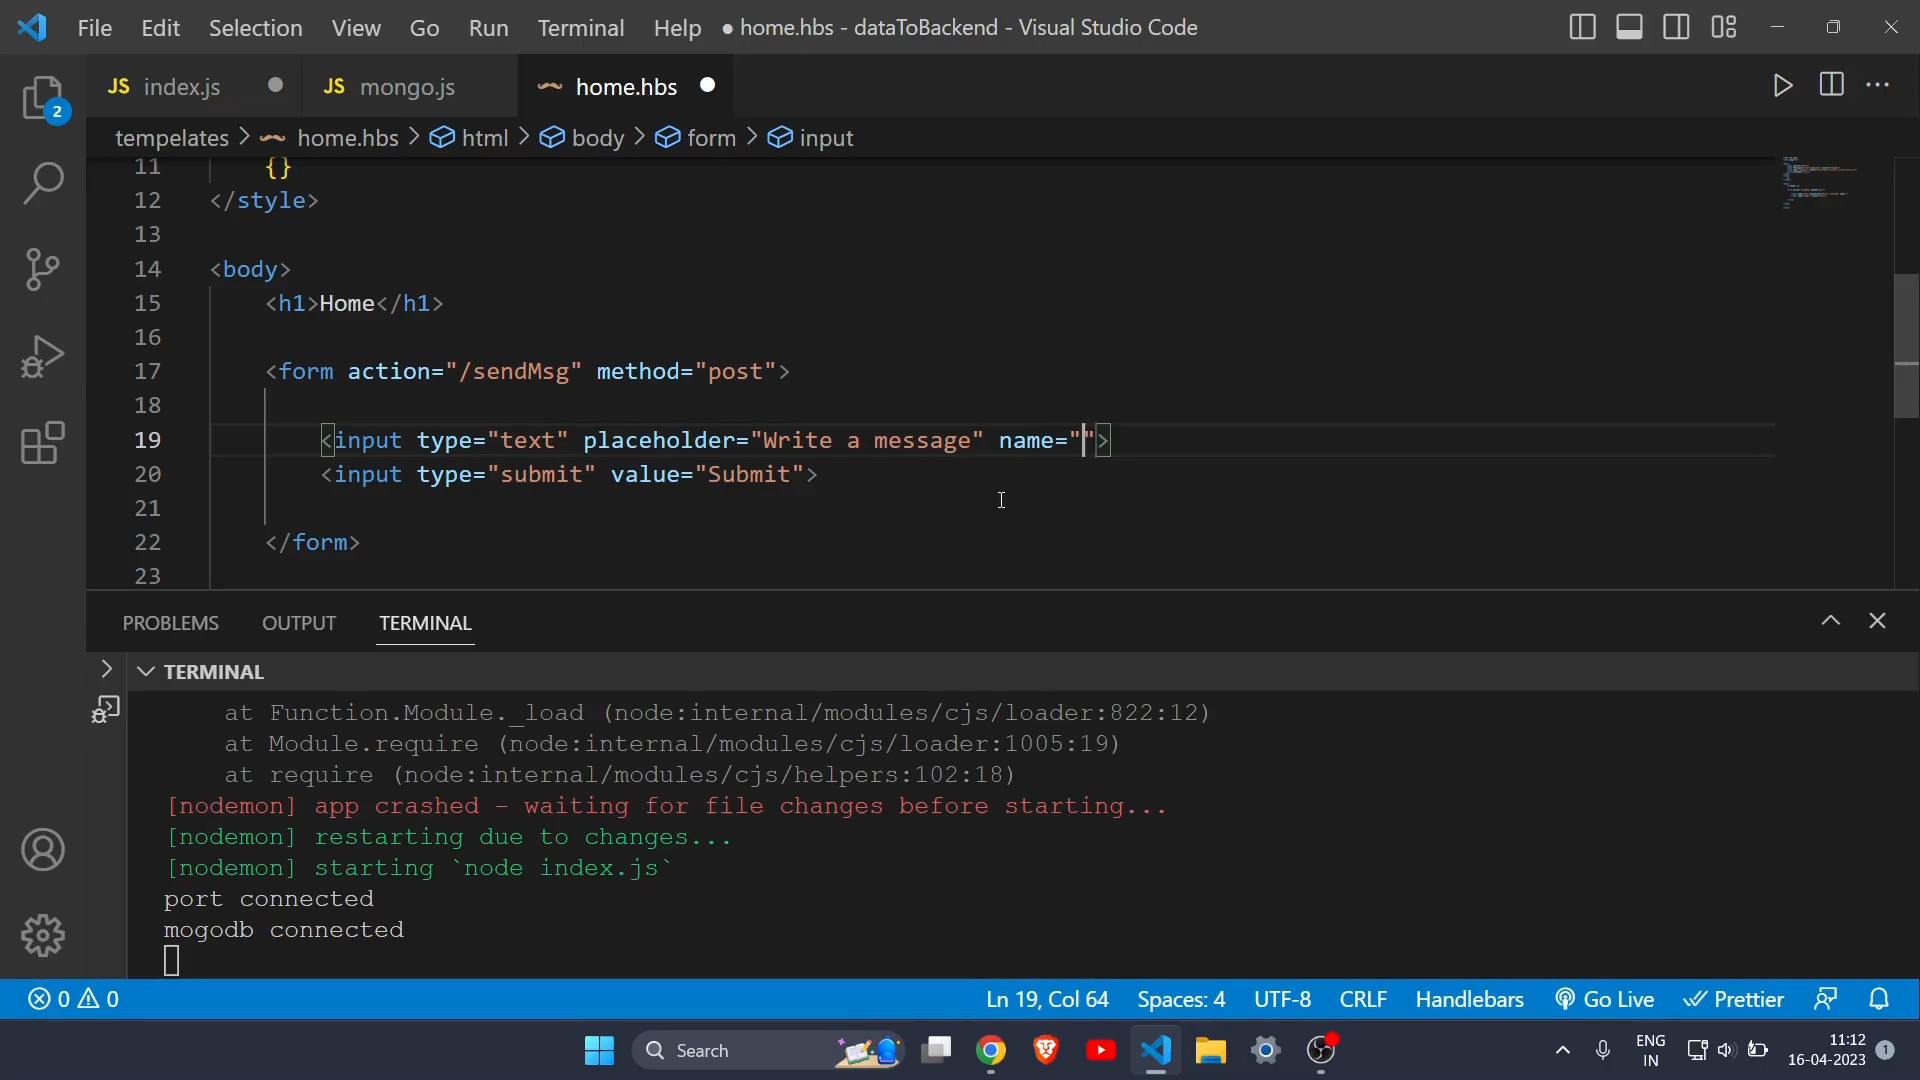 File Edit Selection View Go Run Terminal Help ● home.hbs - dataToBackend - Visual Studio Code
2
JS index.js JS mongo.js home.hbs
tempelates > home.hbs > html > body > form > input
11 {}
12 </style>
13
14 <body>
15 <h1>Home</h1>
16
17 <form action="/sendMsg" method="post">
18
19 <input type="text" placeholder="Write a message" name="">
20 <input type="submit" value="Submit">
21
22 </form>
23
PROBLEMS OUTPUT TERMINAL
TERMINAL
at Function.Module._load (node:internal/modules/cjs/loader:822:12)
at Module.require (node:internal/modules/cjs/loader:1005:19)
at require (node:internal/modules/cjs/helpers:102:18)
[nodemon] app crashed - waiting for file changes before starting...
[nodemon] restarting due to changes...
[nodemon] starting `node index.js`
port connected
mogodb connected
0 0 Ln 19, Col 64 Spaces: 4 UTF-8 CRLF Handlebars Go Live Prettier
Search
ENG
IN
11:12
16-04-2023
1